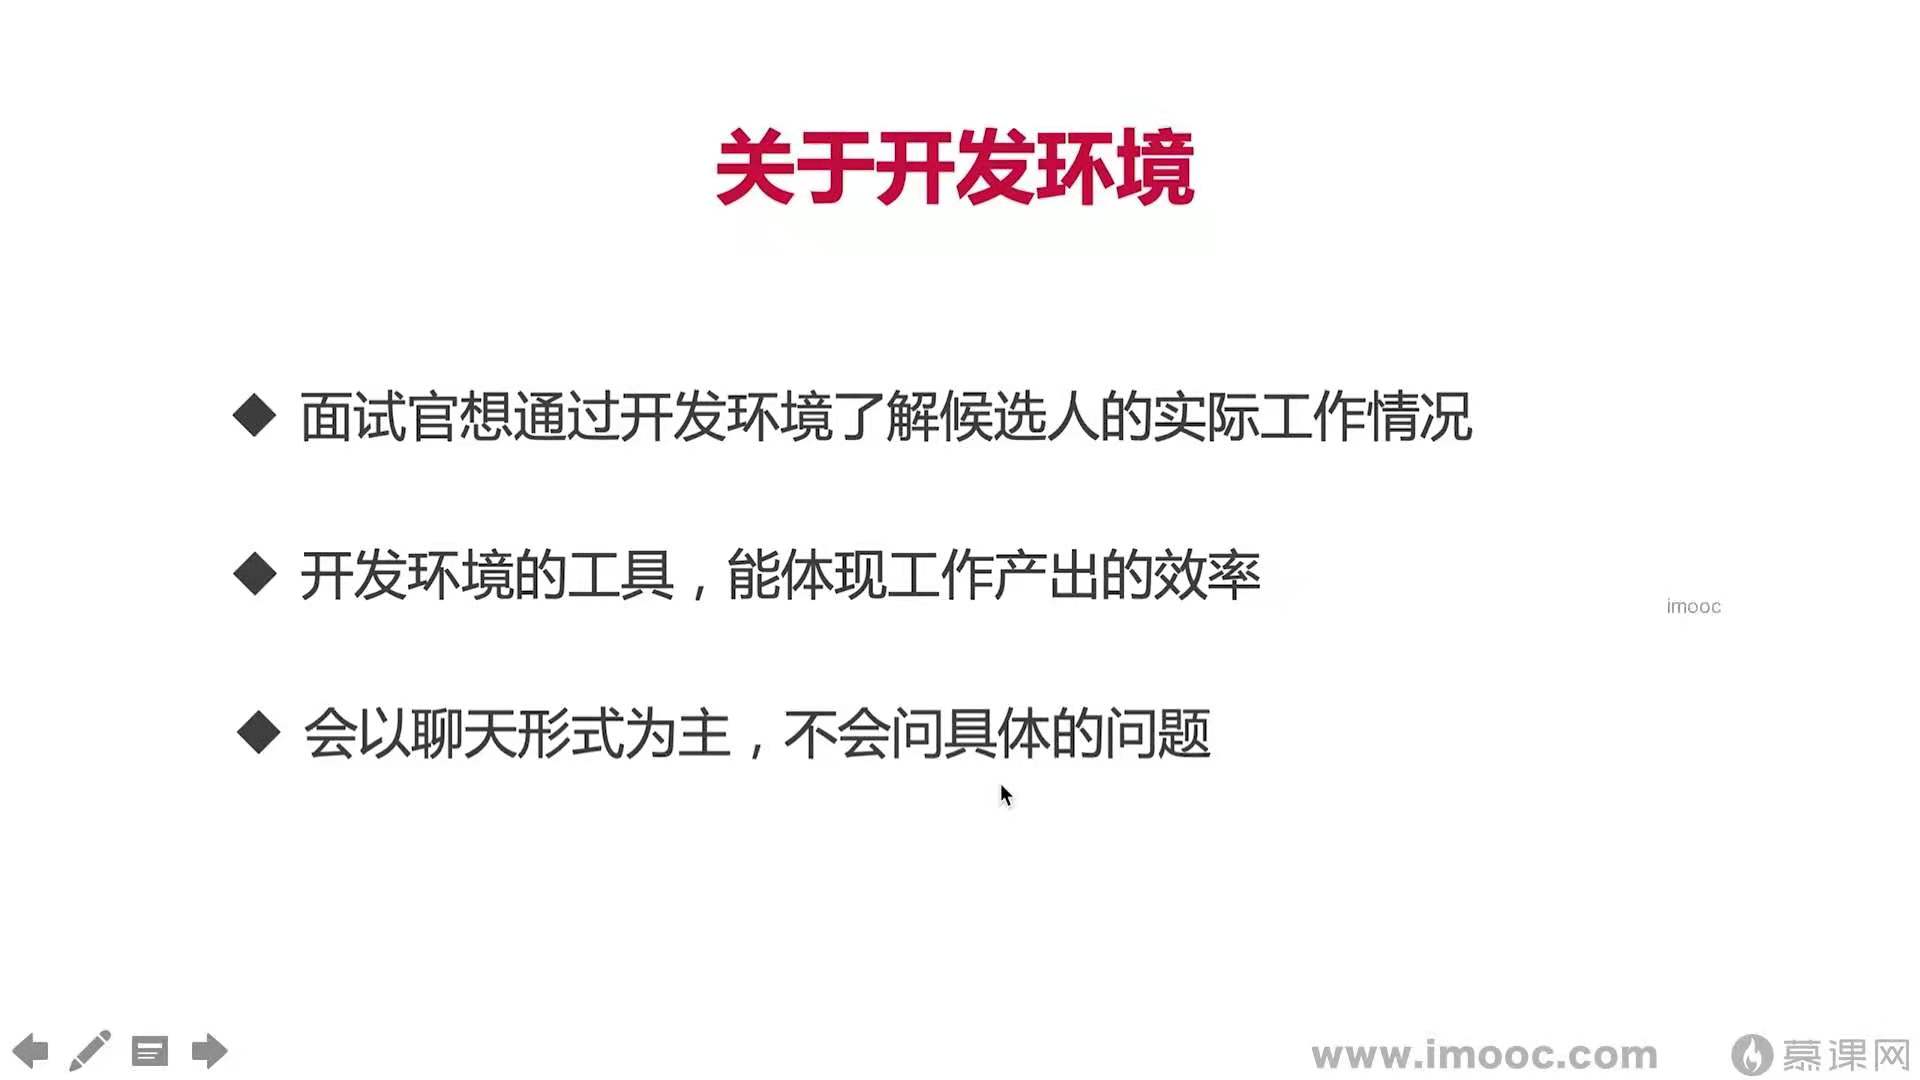 关于开发环境
◆ 面试官想通过开发环境了解候选人的实际工作情况
◆ 开发环境的工具，能体现工作产出的效率
imooc
◆ 会以聊天形式为主，不会问具体的问题
www.imooc.com 慕课网